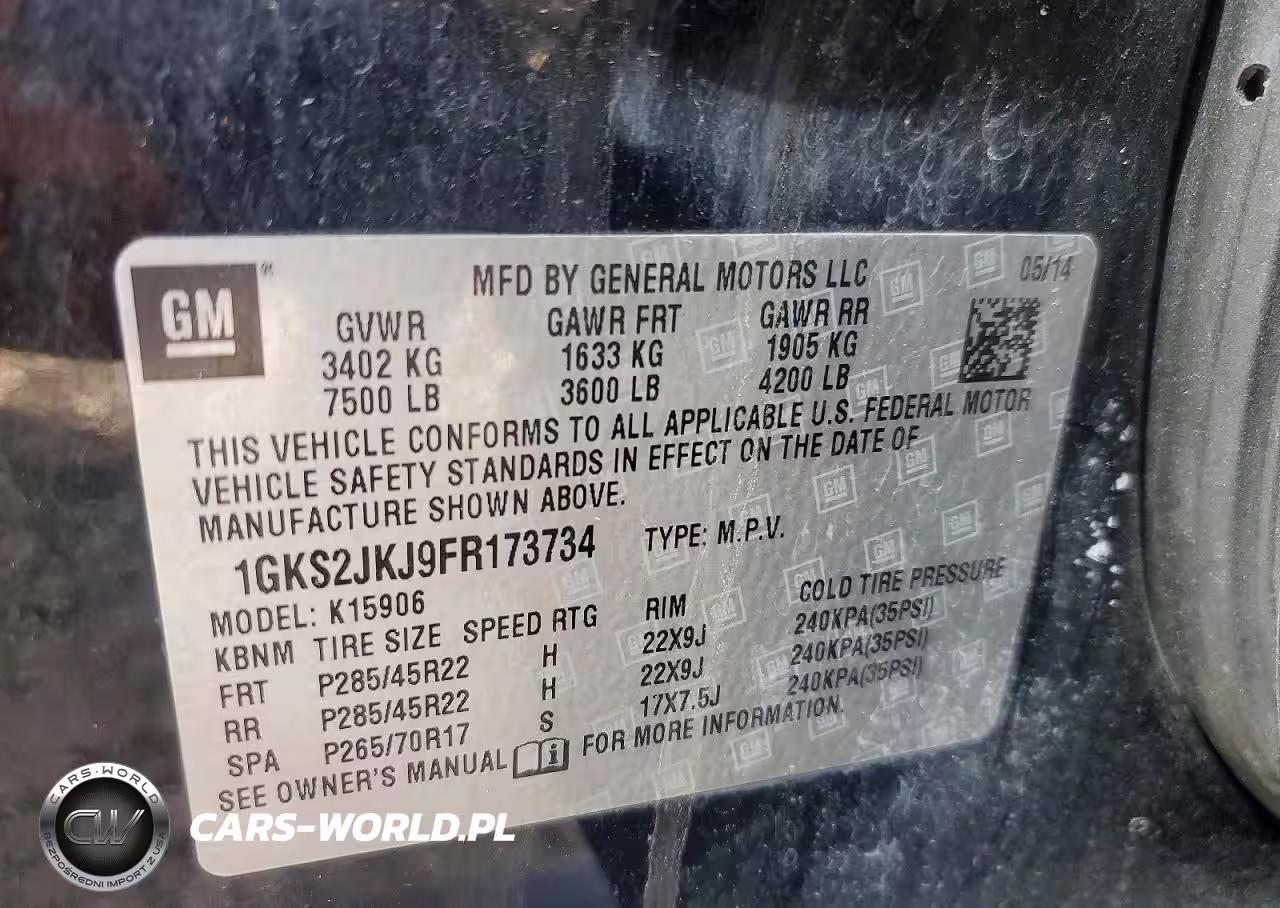 GM
MFD BY GENERAL MOTORS LLC 05/14
GVWR GAWR FRT GAWR RR
3402 KG 1633 KG 1905 KG
7500 LB 3600 LB 4200 LB
THIS VEHICLE CONFORMS TO ALL APPLICABLE U.S. FEDERAL MOTOR
VEHICLE SAFETY STANDARDS IN EFFECT ON THE DATE OF
MANUFACTURE SHOWN ABOVE.
1GKS2JKJ9FR173734 TYPE: M.P.V.
MODEL: K15906
KBNM TIRE SIZE SPEED RTG RIM COLD TIRE PRESSURE
FRT P285/45R22 H 22X9J 240KPA(35PSI)
RR P285/45R22 H 22X9J 240KPA(35PSI)
SPA P265/70R17 S 17X7.5J 240KPA(35PSI)
SEE OWNER'S MANUAL FOR MORE INFORMATION.
CARS-WORLD
CW
BEZPOŚREDNI IMPORT Z USA
CARS-WORLD.PL